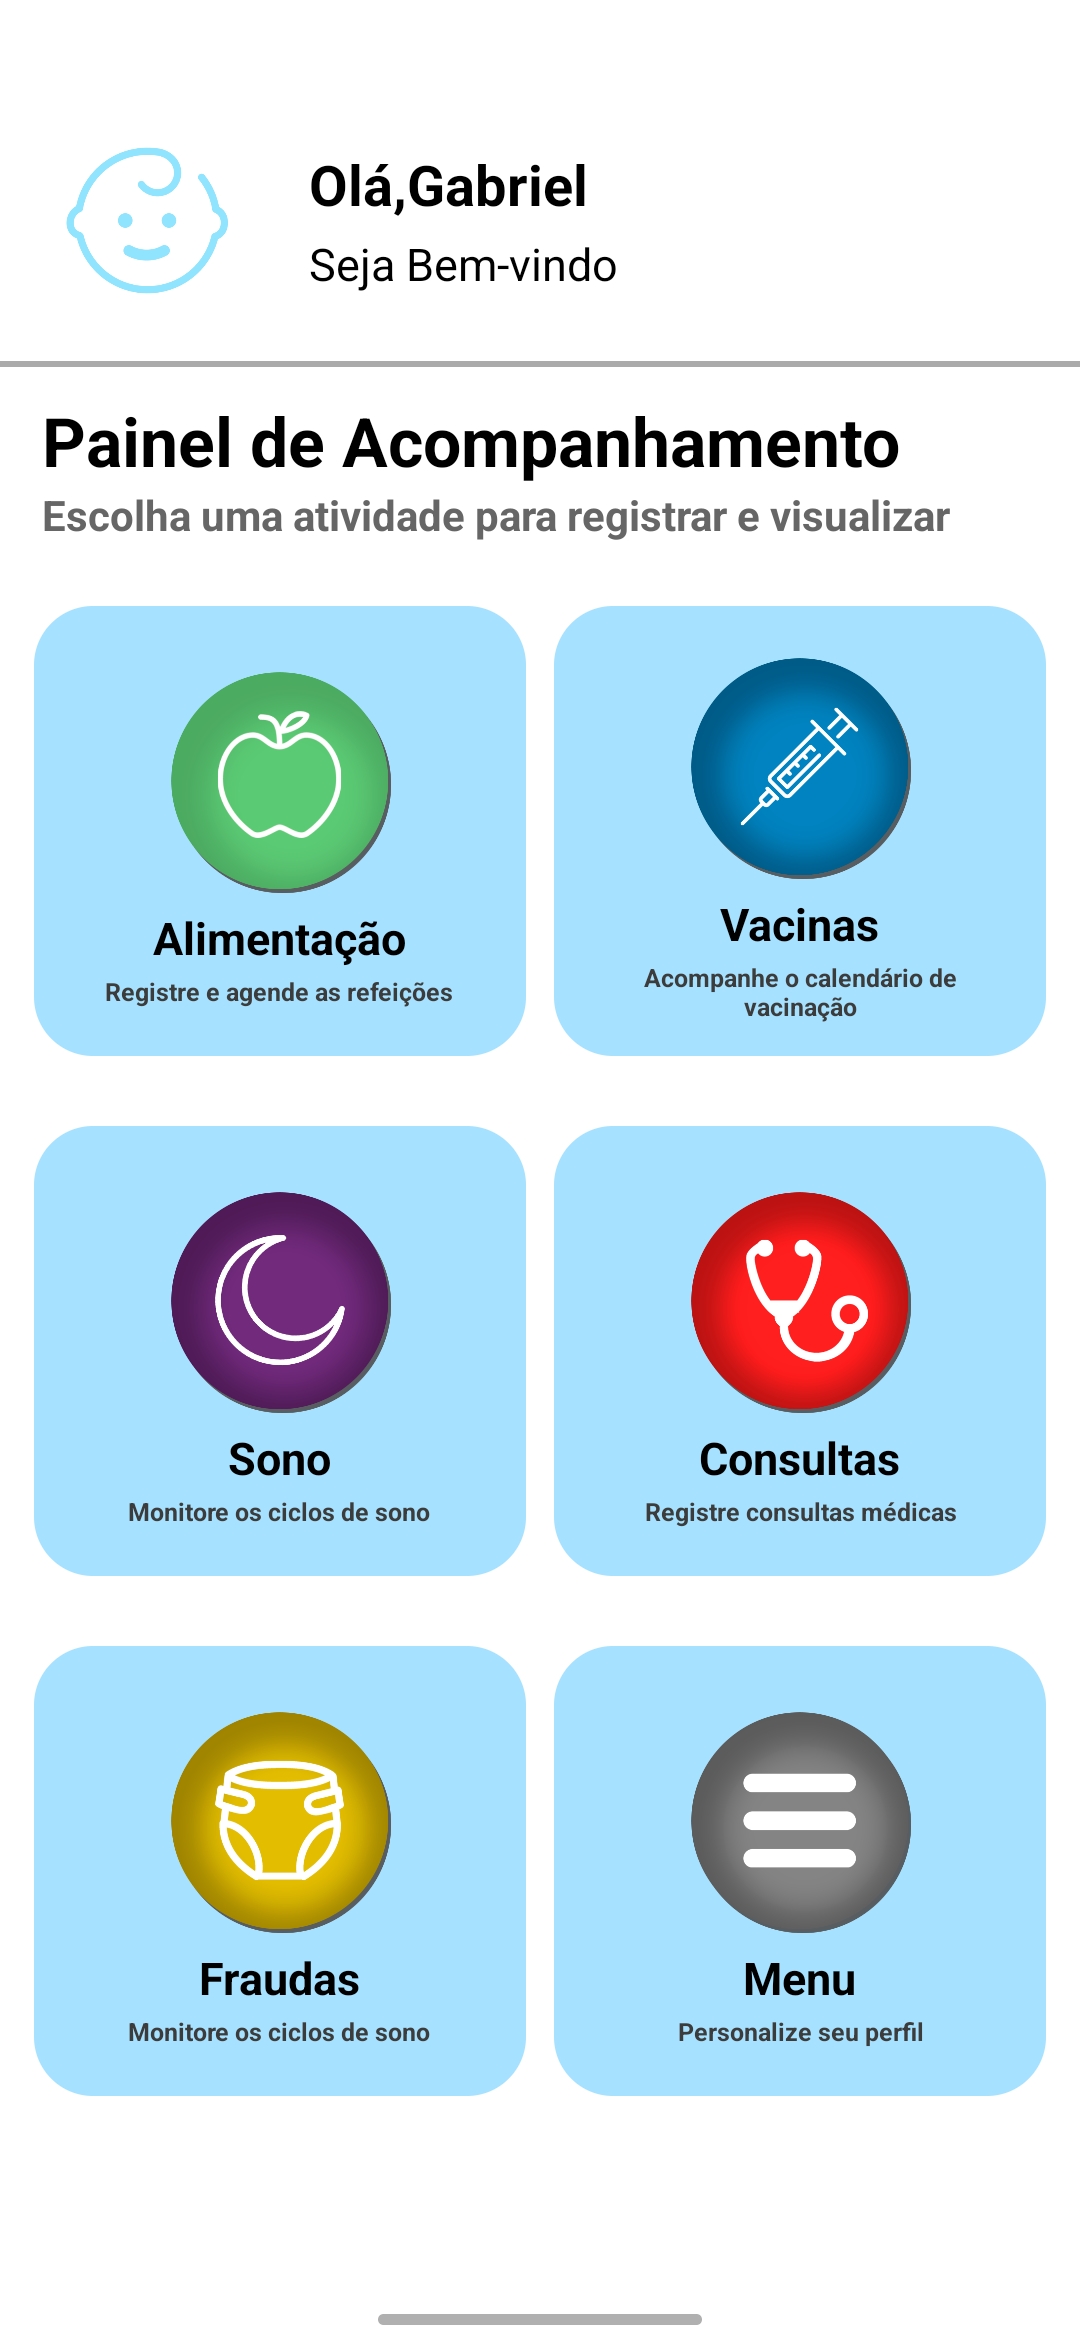 Olá,Gabriel
Seja Bem-vindo
Painel de Acompanhamento
Escolha uma atividade para registrar e visualizar
Alimentação
Registre e agende as refeições
Vacinas
Acompanhe o calendário de
vacinação
Sono
Monitore os ciclos de sono
Consultas
Registre consultas médicas
Fraudas
Monitore os ciclos de sono
Menu
Personalize seu perfil